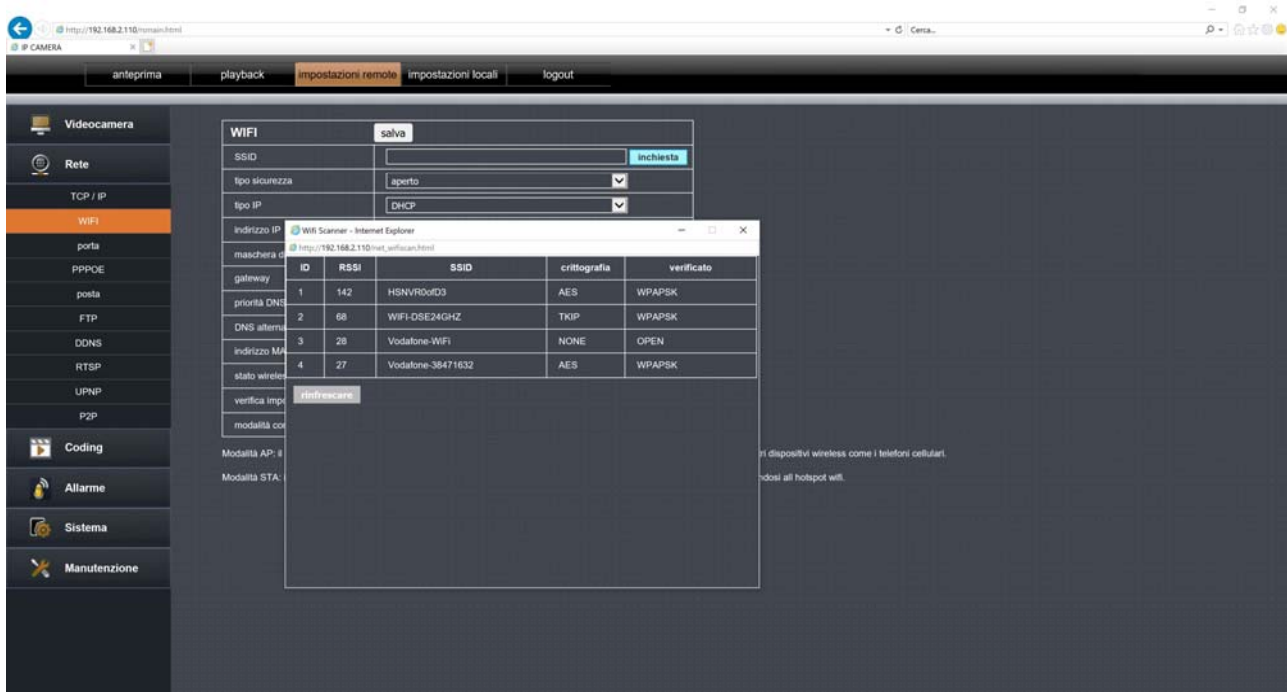 http://192.168.2.110/nsmain.html
Cerca...
IP CAMERA
anteprima playback impostazioni remote impostazioni locali logout
Videocamera
Rete
TCP / IP
WIFI
porta
PPPOE
posta
FTP
DDNS
RTSP
UPNP
P2P
Coding
Allarme
Sistema
Manutenzione
WIFI salva
SSID inchiesta
tipo sicurezza aperto
tipo IP DHCP
indirizzo IP
maschera d
gateway
priorità DNS
DNS alterna
indirizzo MA
stato wireles
verifica impo
modalità cor
Wifi Scanner - Internet Explorer
http://192.168.2.110/net_wifiscan.html
ID RSSI SSID crittografia verificato
1 142 HSNVR0ofD3 AES WPAPSK
2 68 WIFI-DSE24GHZ TKIP WPAPSK
3 28 Vodafone-WiFi NONE OPEN
4 27 Vodafone-38471632 AES WPAPSK
rinfrescare
Modalità AP: il ri dispositivi wireless come i telefoni cellulari.
Modalità STA: ndosi all hotspot wifi.